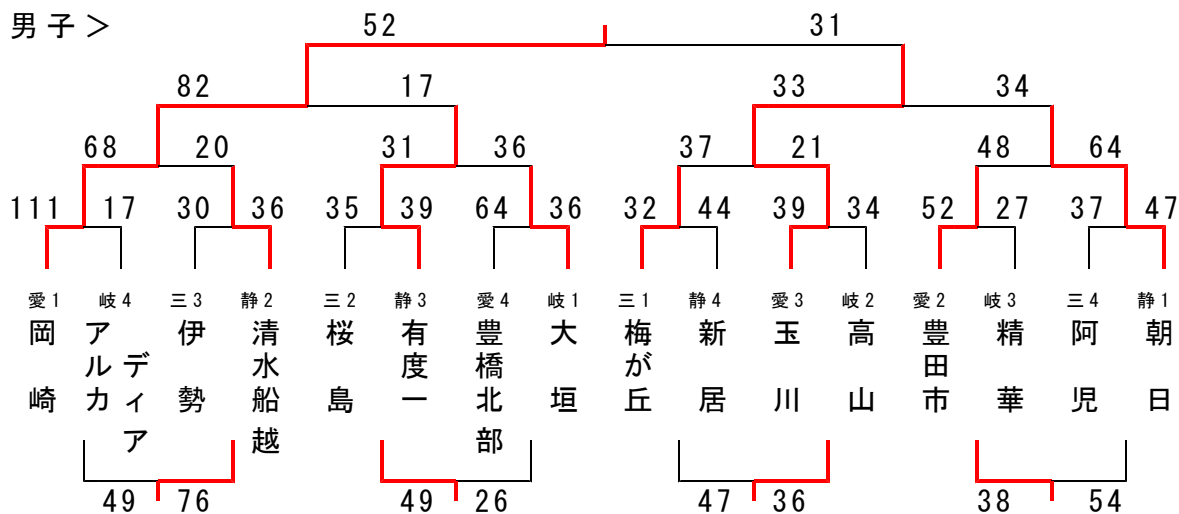 男子＞
52 31
82 17 33 34
68 20 31 36 37 21 48 64
111 17 30 36 35 39 64 36 32 44 39 34 52 27 37 47
愛1 岐4 三3 静2 三2 静3 愛4 岐1 三1 静4 愛3 岐2 愛2 岐3 三4 静1
岡崎
アルカディア
伊勢
清水船越
桜島
有度一
豊橋北部
大垣
梅が丘
新居
玉川
高山
豊田市
精華
阿児
朝日
49 76 49 26 47 36 38 54